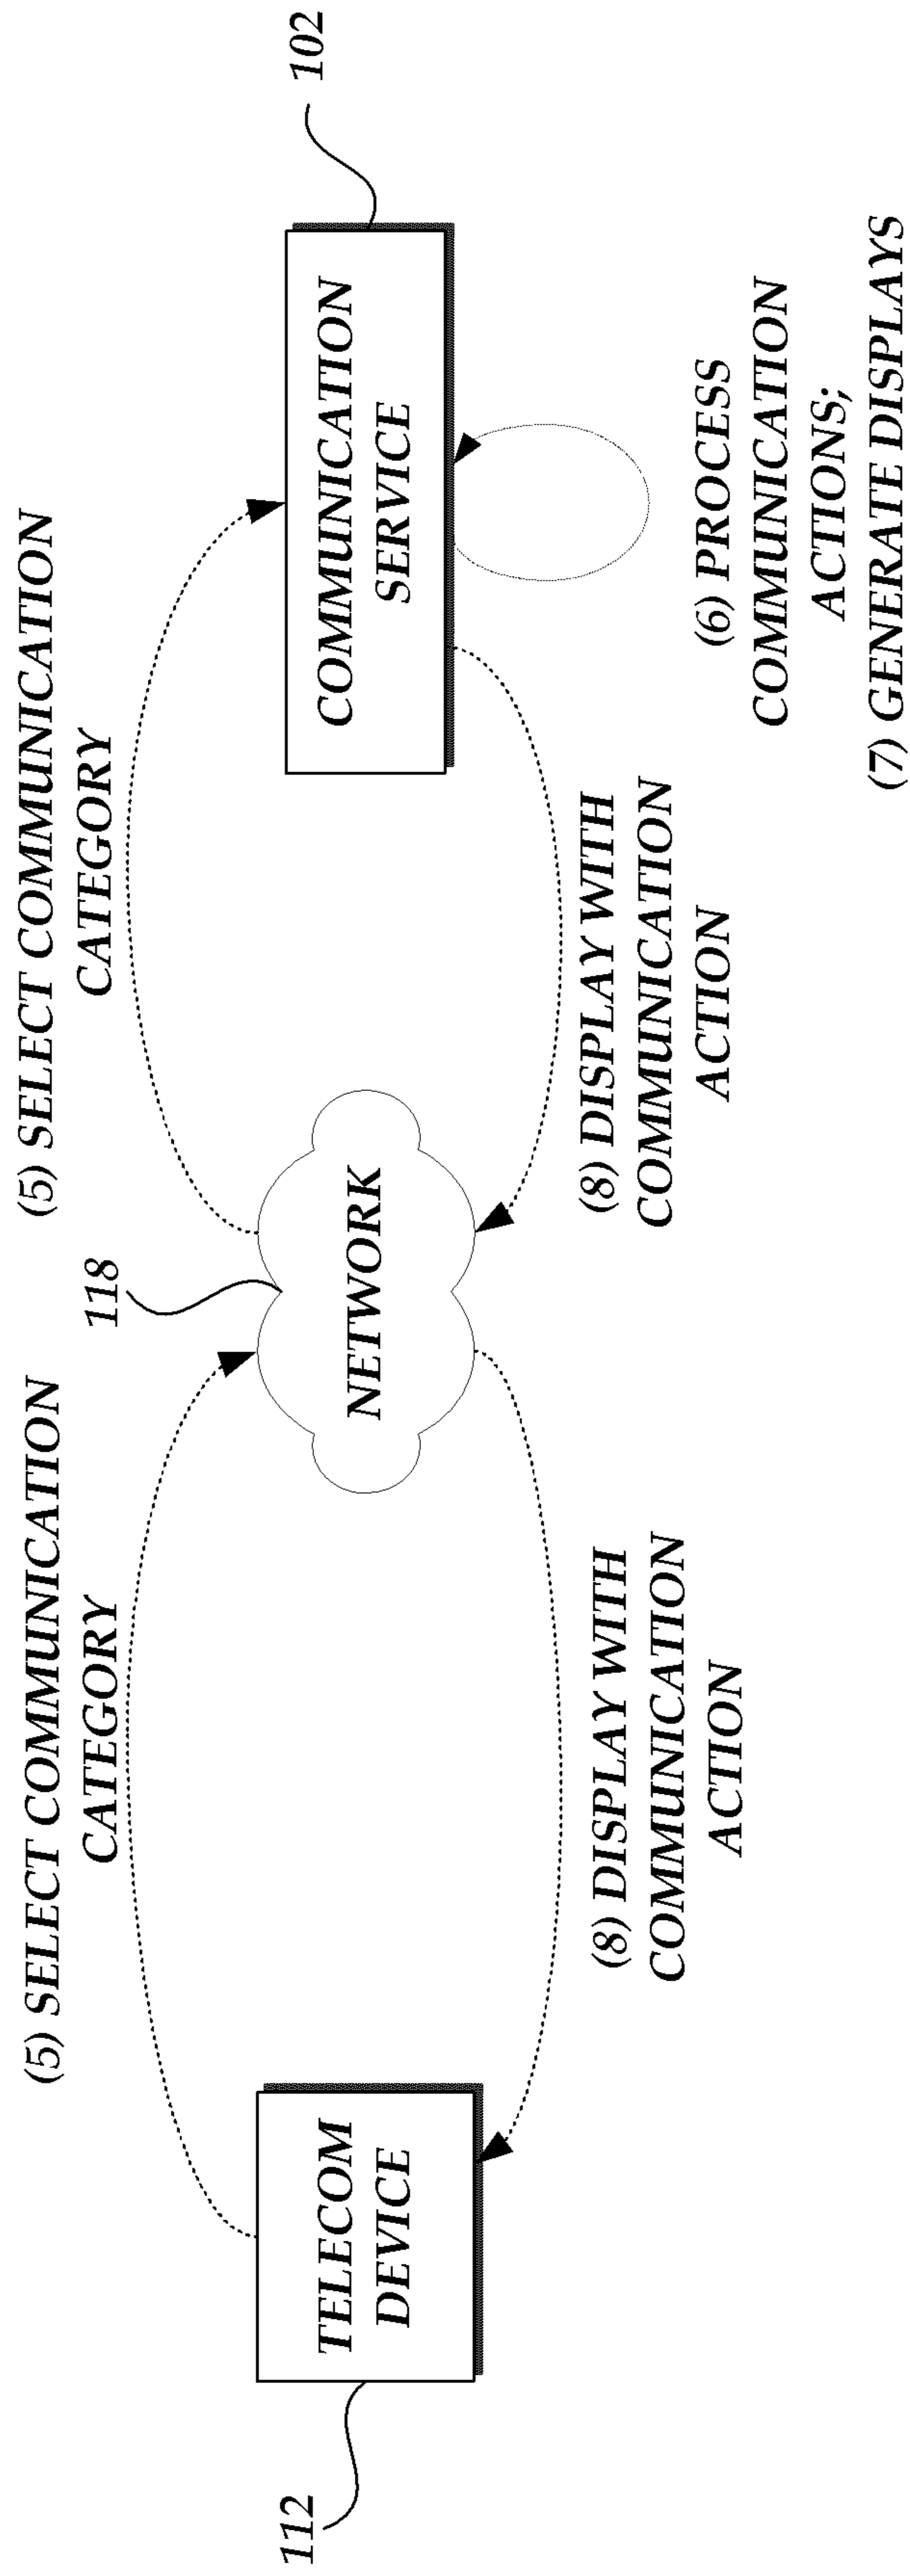 (5) SELECT COMMUNICATION
CATEGORY
(5) SELECT COMMUNICATION
CATEGORY
118
102
112
TELECOM
DEVICE
NETWORK
COMMUNICATION
SERVICE
(8) DISPLAY WITH
COMMUNICATION
ACTION
(8) DISPLAY WITH
COMMUNICATION
ACTION
(6) PROCESS
COMMUNICATION
ACTIONS;
(7) GENERATE DISPLAYS